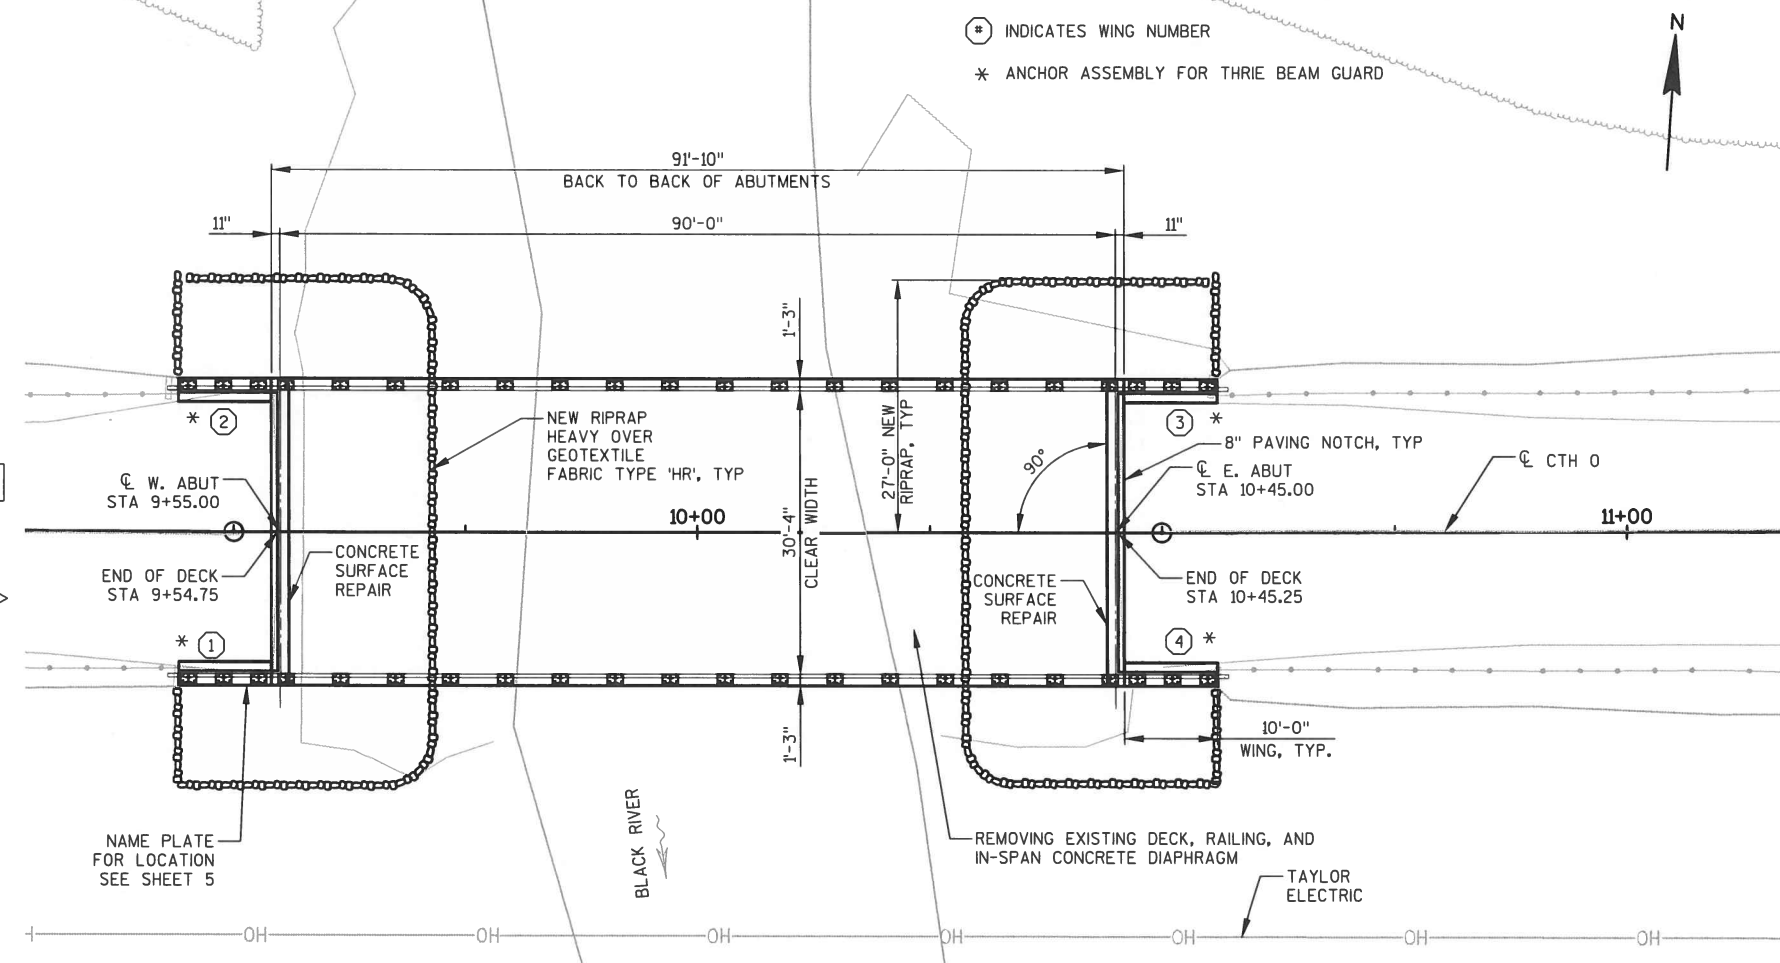 # INDICATES WING NUMBER
* ANCHOR ASSEMBLY FOR THRIE BEAM GUARD
N
91'-10"
BACK TO BACK OF ABUTMENTS
11"
90'-0"
11"
1'-3"
* 2
3 *
NEW RIPRAP
HEAVY OVER
GEOTEXTILE
FABRIC TYPE 'HR', TYP
27'-0" NEW
RIPRAP, TYP
90°
8" PAVING NOTCH, TYP
℄ W. ABUT
STA 9+55.00
℄ E. ABUT
STA 10+45.00
℄ CTH O
10+00
11+00
30'-4"
CLEAR WIDTH
END OF DECK
STA 9+54.75
CONCRETE
SURFACE
REPAIR
CONCRETE
SURFACE
REPAIR
END OF DECK
STA 10+45.25
* 1
4 *
1'-3"
10'-0"
WING, TYP.
NAME PLATE
FOR LOCATION
SEE SHEET 5
BLACK RIVER
REMOVING EXISTING DECK, RAILING, AND
IN-SPAN CONCRETE DIAPHRAGM
TAYLOR
ELECTRIC
OH OH OH OH OH OH OH